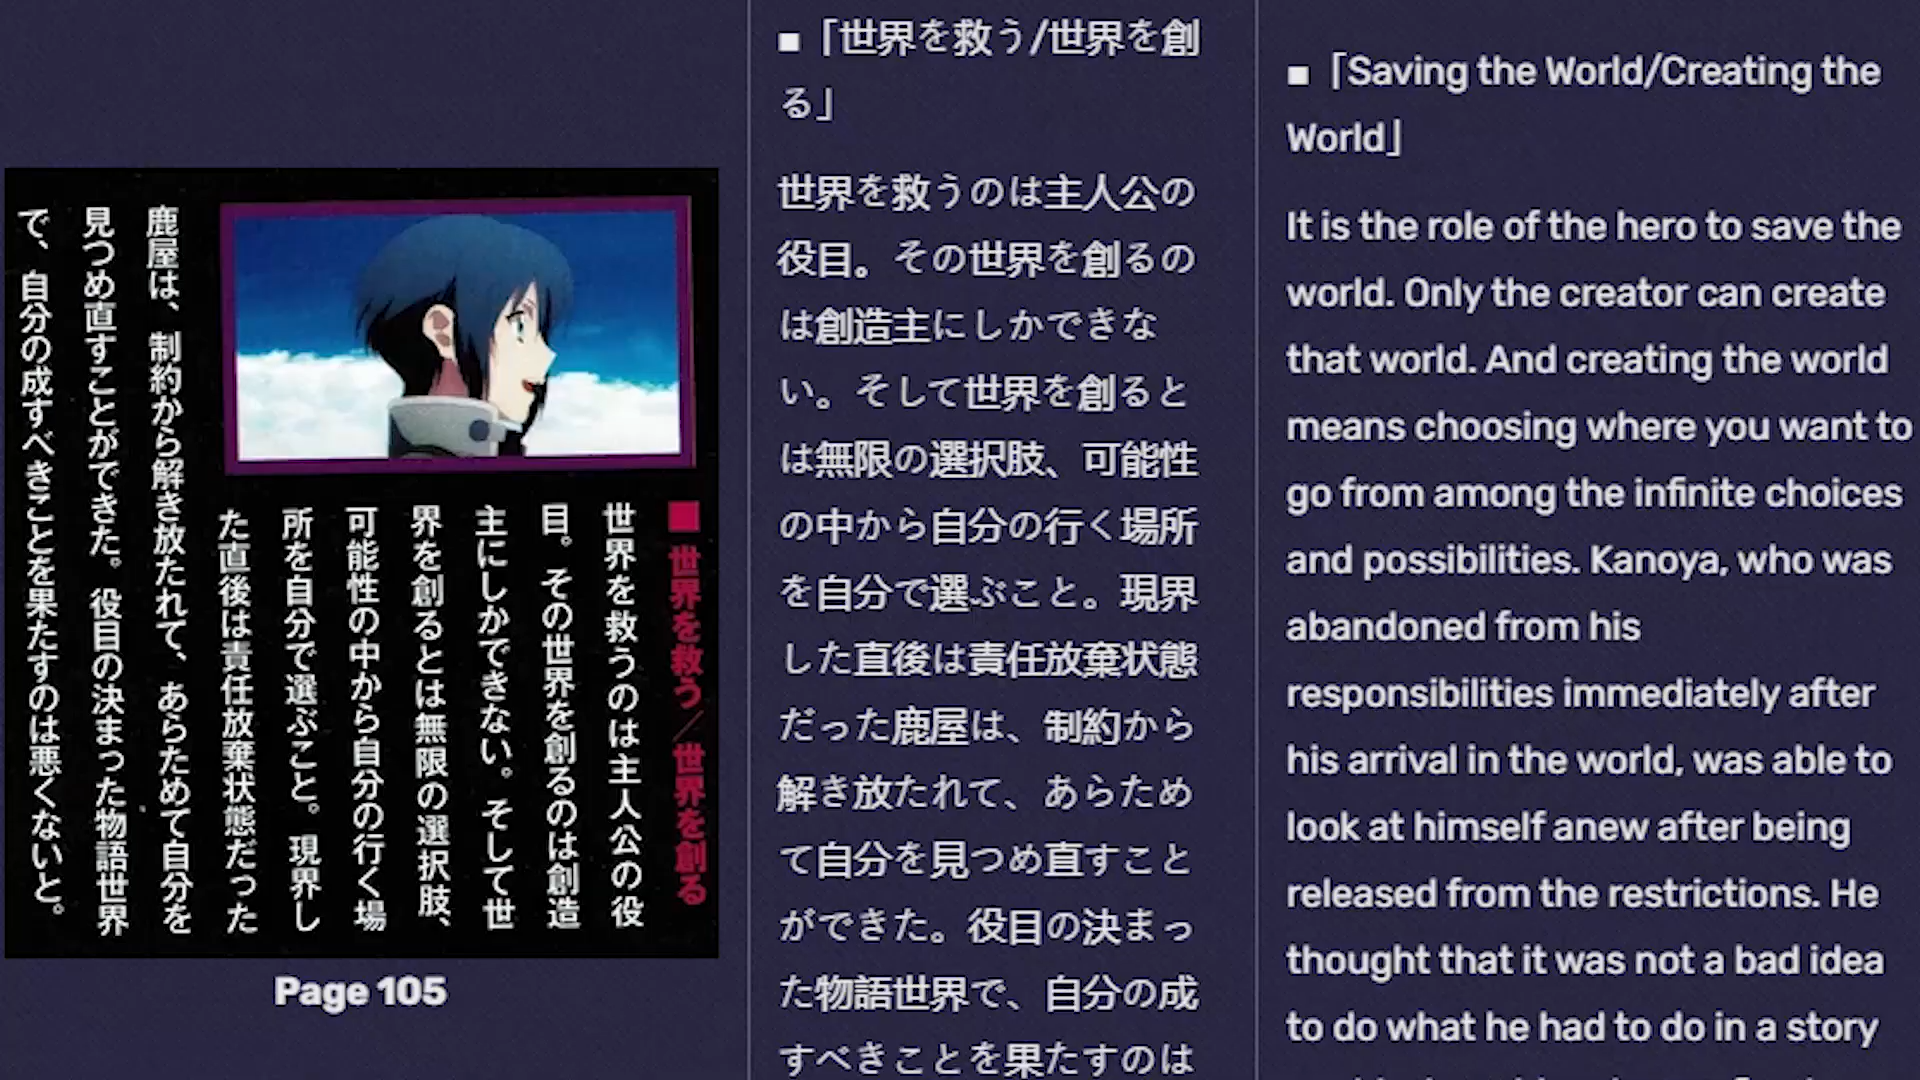 ■ 世界を救う／世界を創る
世界を救うのは主人公の役
目。その世界を創るのは創造
主にしかできない。そして世
界を創るとは無限の選択肢、
可能性の中から自分の行く場
所を自分で選ぶこと。現界し
た直後は責任放棄状態だった
鹿屋は、制約から解き放たれて、あらためて自分を
見つめ直すことができた。役目の決まった物語世界
で、自分の成すべきことを果たすのは悪くないと。
Page 105
■「世界を救う/世界を創
る」
世界を救うのは主人公の
役目。その世界を創るの
は創造主にしかできな
い。そして世界を創ると
は無限の選択肢、可能性
の中から自分の行く場所
を自分で選ぶこと。現界
した直後は責任放棄状態
だった鹿屋は、制約から
解き放たれて、あらため
て自分を見つめ直すこと
ができた。役目の決まっ
た物語世界で、自分の成
すべきことを果たすのは
■「Saving the World/Creating the
World」
It is the role of the hero to save the
world. Only the creator can create
that world. And creating the world
means choosing where you want to
go from among the infinite choices
and possibilities. Kanoya, who was
abandoned from his
responsibilities immediately after
his arrival in the world, was able to
look at himself anew after being
released from the restrictions. He
thought that it was not a bad idea
to do what he had to do in a story